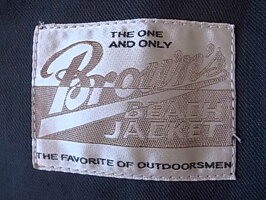 THE ONE
AND ONLY
Brown's
BEACH
JACKET
THE FAVORITE OF OUTDOORSMEN